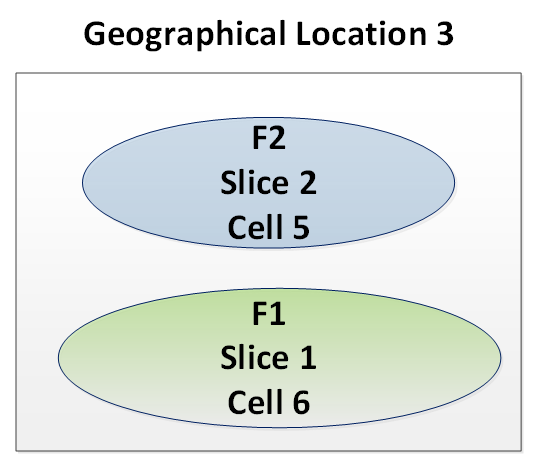 Geographical Location 3
F2
Slice 2
Cell 5
F1
Slice 1
Cell 6